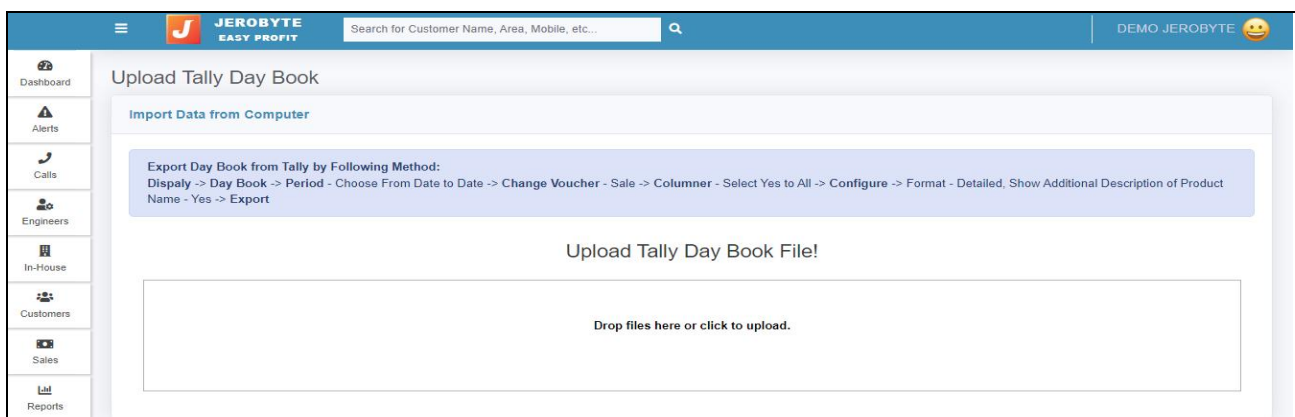 JEROBYTE
EASY PROFIT
Search for Customer Name, Area, Mobile, etc...
DEMO JEROBYTE
Dashboard
Alerts
Calls
Engineers
In-House
Customers
Sales
Reports
Upload Tally Day Book
Import Data from Computer
Export Day Book from Tally by Following Method:
Dispaly -> Day Book -> Period - Choose From Date to Date -> Change Voucher - Sale -> Columner - Select Yes to All -> Configure -> Format - Detailed, Show Additional Description of Product
Name - Yes -> Export
Upload Tally Day Book File!
Drop files here or click to upload.